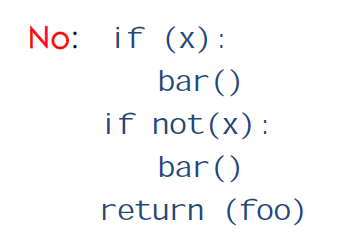 No: if (x):
bar()
if not(x):
bar()
return (foo)